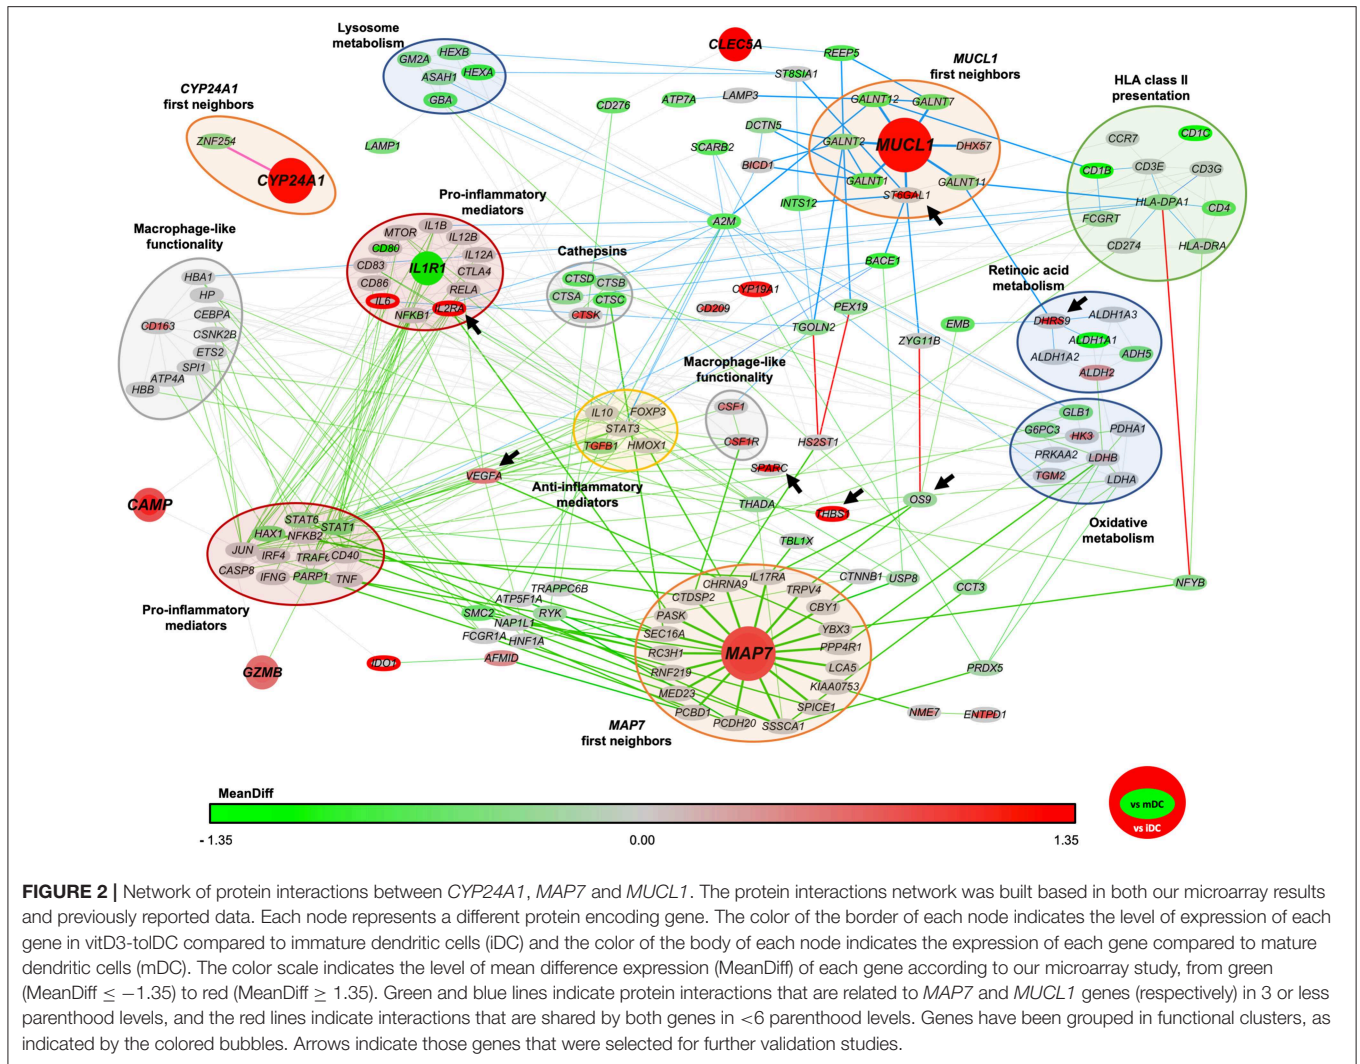 Lysosome
metabolism
GM2A
HEXB
ASAH1
HEXA
GBA
CLEC5A
REEP5
ST8SIA1
MUCL1
first neighbors
HLA class II
presentation
CYP24A1
first neighbors
ZNF254
CYP24A1
LAMP1
CD276
ATP7A
LAMP3
GALNT12
GALNT7
DCTN5
SCARB2
BICD1
GALNT2
MUCL1
DHX57
GALNT1
GALNT11
ST6GAL1
INTS12
CCR7
CD1C
CD1B
CD3E
CD3G
HLA-DPA1
FCGRT
CD4
CD274
HLA-DRA
Pro-inflammatory
mediators
MTOR
IL1B
IL12B
CD80
IL12A
CD83
IL1R1
CTLA4
CD86
RELA
IL6
IL2RA
NFKB1
Macrophage-like
functionality
HBA1
HP
CEBPA
CD163
CSNK2B
ETS2
SPI1
ATP4A
HBB
A2M
Cathepsins
CTSD
CTSB
CTSA
CTSC
CTSK
BACE1
CYP19A1
CD209
PEX19
TGOLN2
ZYG11B
EMB
Retinoic acid
metabolism
DHRS9
ALDH1A3
ALDH1A1
ALDH1A2
ADH5
ALDH2
Macrophage-like
functionality
CSF1
CSF1R
IL10
FOXP3
STAT3
TGFB1
HMOX1
Anti-inflammatory
mediators
HS2ST1
SPARC
VEGFA
THADA
THBS1
OS9
TBL1X
GLB1
G6PC3
HK3
PDHA1
PRKAA2
LDHB
TGM2
LDHA
Oxidative
metabolism
CAMP
STAT6
HAX1
STAT1
NFKB2
JUN
IRF4
TRAF6
CD40
CASP8
IFNG
PARP1
TNF
Pro-inflammatory
mediators
GZMB
IDO1
AFMID
TRAPPC6B
ATP5F1A
SMC2
RYK
NAP1L1
FCGR1A
HNF1A
CHRNA9
IL17RA
CTDSP2
TRPV4
PASK
CBY1
SEC16A
YBX3
RC3H1
MAP7
PPP4R1
RNF219
LCA5
MED23
KIAA0753
PCBD1
SPICE1
PCDH20
SSSCA1
MAP7
first neighbors
CTNNB1
USP8
CCT3
NFYB
PRDX5
NME7
ENTPD1
MeanDiff
- 1.35
0.00
1.35
vs mDC
vs iDC
FIGURE 2 | Network of protein interactions between CYP24A1, MAP7 and MUCL1. The protein interactions network was built based in both our microarray results
and previously reported data. Each node represents a different protein encoding gene. The color of the border of each node indicates the level of expression of each
gene in vitD3-tolDC compared to immature dendritic cells (iDC) and the color of the body of each node indicates the expression of each gene compared to mature
dendritic cells (mDC). The color scale indicates the level of mean difference expression (MeanDiff) of each gene according to our microarray study, from green
(MeanDiff ≤ −1.35) to red (MeanDiff ≥ 1.35). Green and blue lines indicate protein interactions that are related to MAP7 and MUCL1 genes (respectively) in 3 or less
parenthood levels, and the red lines indicate interactions that are shared by both genes in <6 parenthood levels. Genes have been grouped in functional clusters, as
indicated by the colored bubbles. Arrows indicate those genes that were selected for further validation studies.